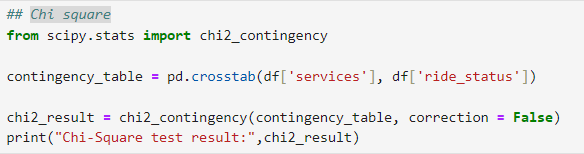 ## Chi square
from scipy.stats import chi2_contingency
contingency_table = pd.crosstab(df['services'], df['ride_status'])
chi2_result = chi2_contingency(contingency_table, correction = False)
print("Chi-Square test result:",chi2_result)